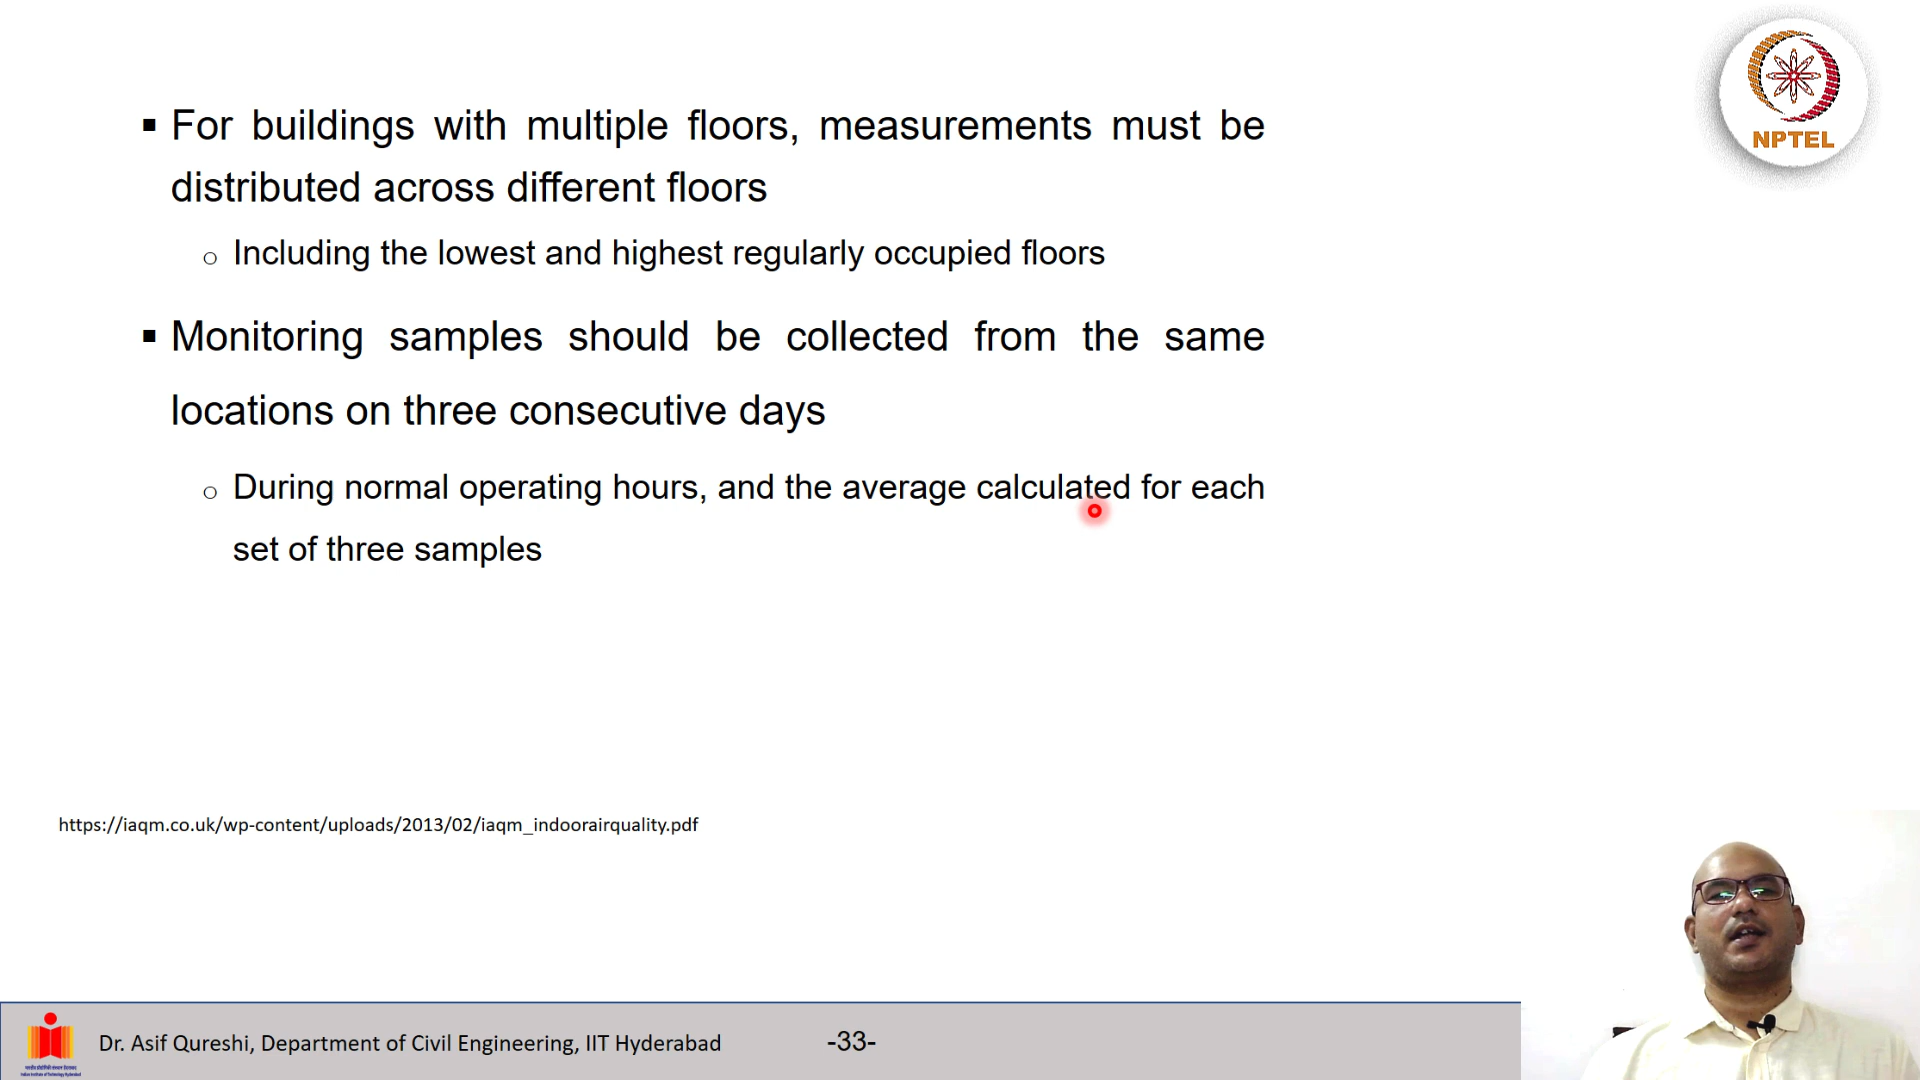 NPTEL
▪ For buildings with multiple floors, measurements must be
distributed across different floors
o Including the lowest and highest regularly occupied floors
▪ Monitoring samples should be collected from the same
locations on three consecutive days
o During normal operating hours, and the average calculated for each
set of three samples
https://iaqm.co.uk/wp-content/uploads/2013/02/iaqm_indoorairquality.pdf
Dr. Asif Qureshi, Department of Civil Engineering, IIT Hyderabad
-33-